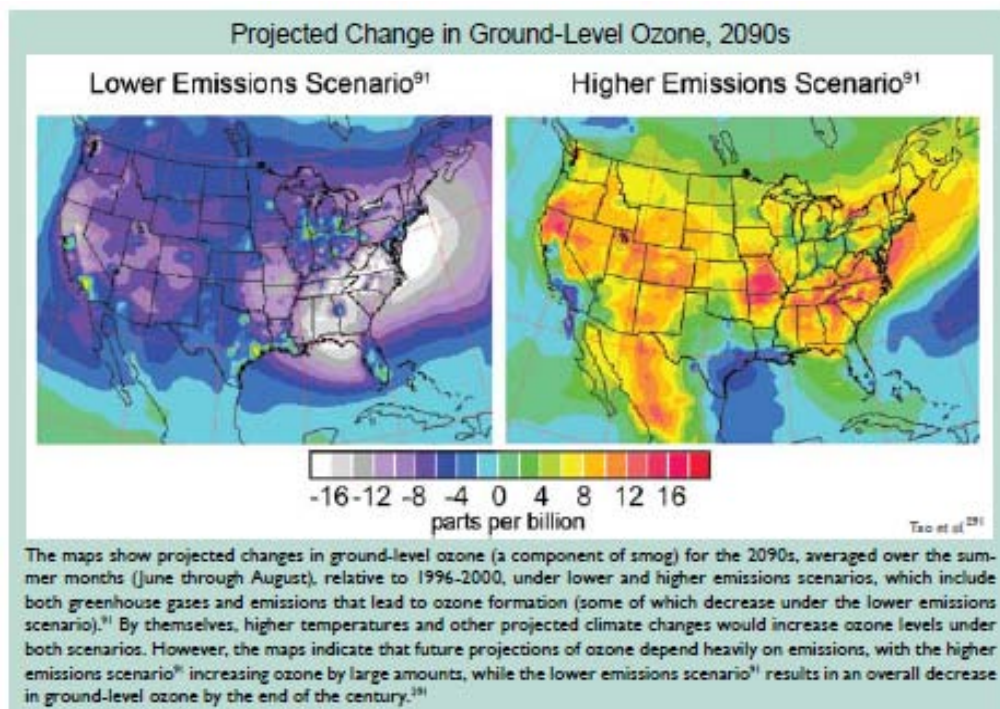 Projected Change in Ground-Level Ozone, 2090s
Lower Emissions Scenario⁹¹ Higher Emissions Scenario⁹¹
-16 -12 -8 -4 0 4 8 12 16
parts per billion
Tao et al.²⁹¹
The maps show projected changes in ground-level ozone (a component of smog) for the 2090s, averaged over the sum-
mer months (June through August), relative to 1996-2000, under lower and higher emissions scenarios, which include
both greenhouse gases and emissions that lead to ozone formation (some of which decrease under the lower emissions
scenario).⁹¹ By themselves, higher temperatures and other projected climate changes would increase ozone levels under
both scenarios. However, the maps indicate that future projections of ozone depend heavily on emissions, with the higher
emissions scenario⁹¹ increasing ozone by large amounts, while the lower emissions scenario⁹¹ results in an overall decrease
in ground-level ozone by the end of the century.²⁹¹